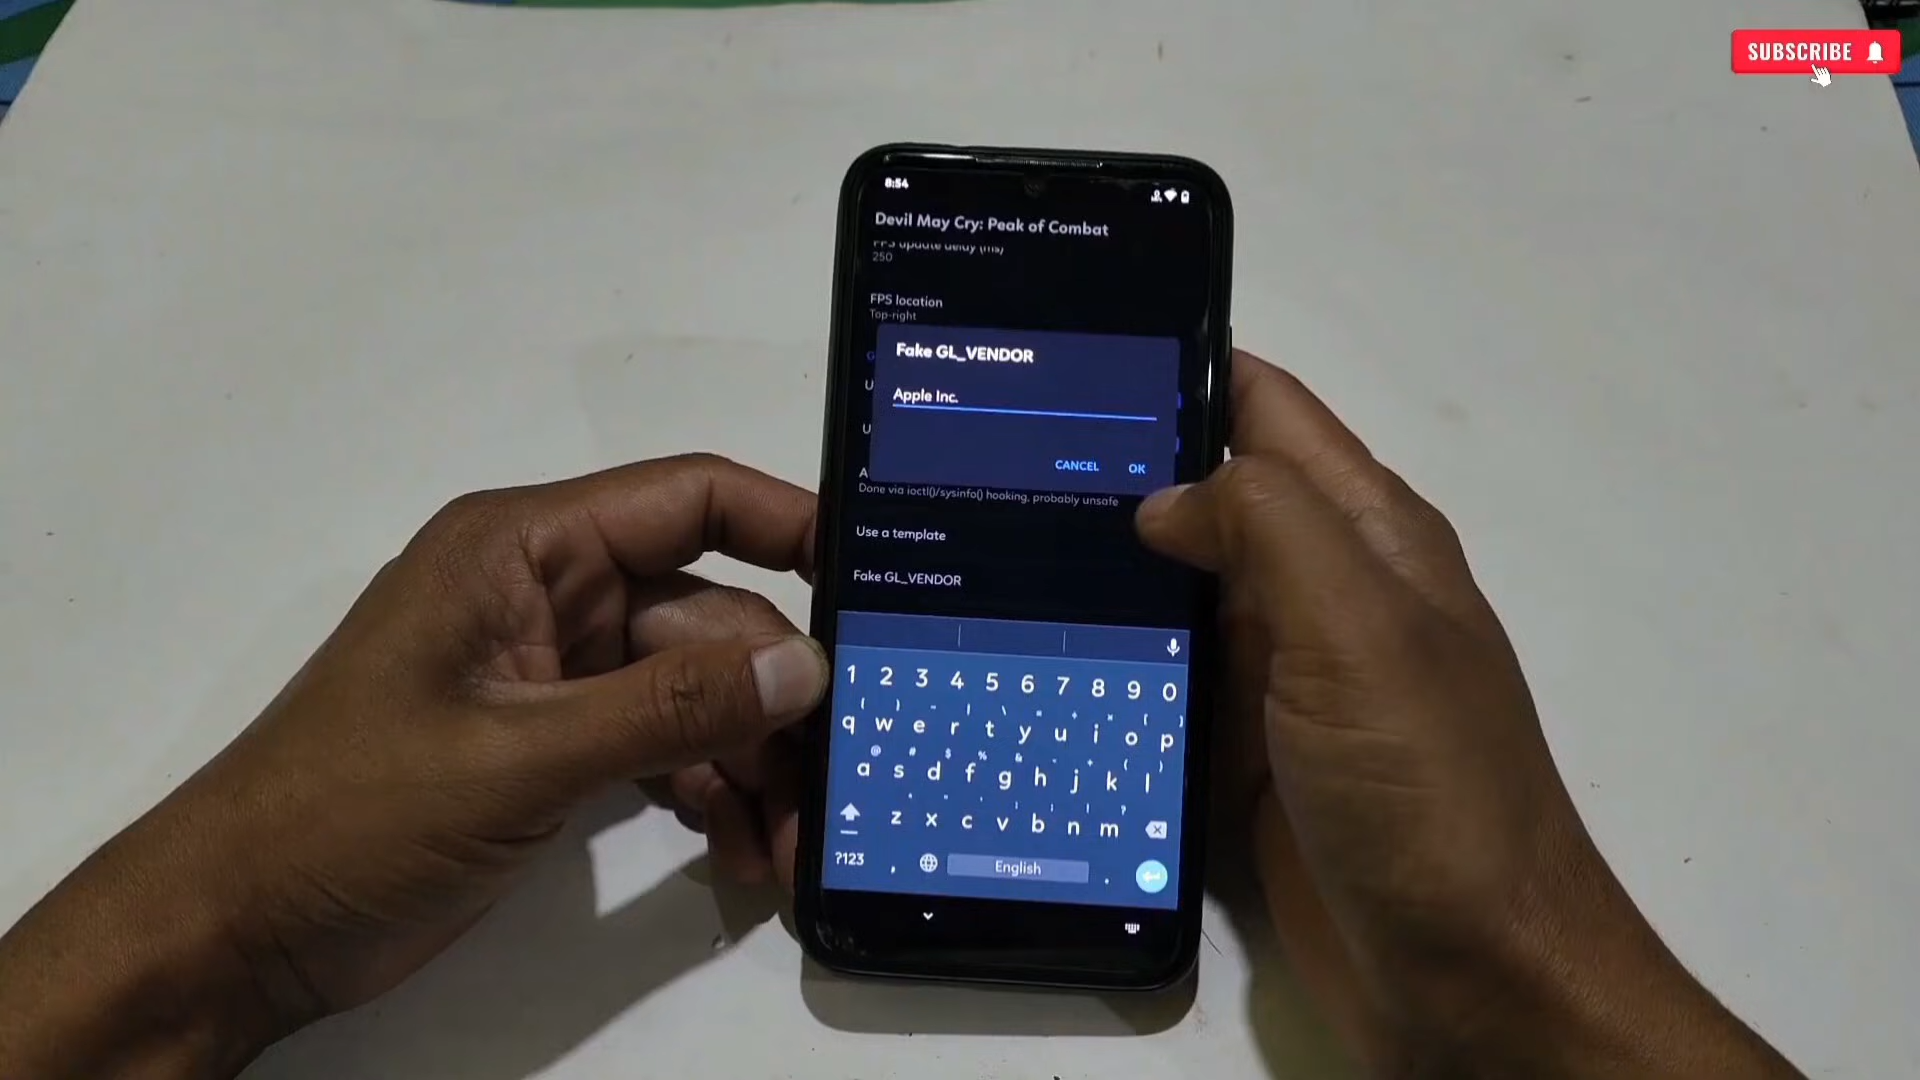 SUBSCRIBE
8:54
Devil May Cry: Peak of Combat
FPS update delay (ms)
250
FPS location
Top-right
G
Fake GL_VENDOR
U
Apple Inc.
U
CANCEL OK
A
Done via ioctl()/sysinfo() hooking, probably unsafe
Use a template
Fake GL_VENDOR
1 2 3 4 5 6 7 8 9 0
q w e r t y u i o p
a s d f g h j k l
z x c v b n m
?123 , English .